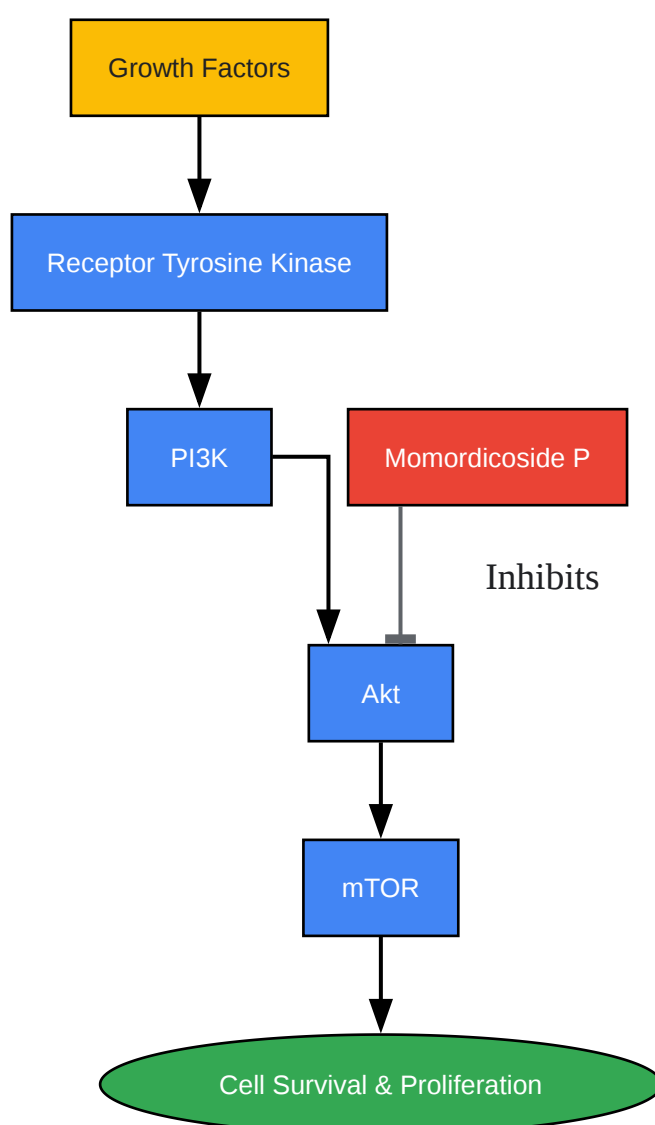 Growth Factors
Receptor Tyrosine Kinase
PI3K
Momordicoside P
Inhibits
Akt
mTOR
Cell Survival & Proliferation